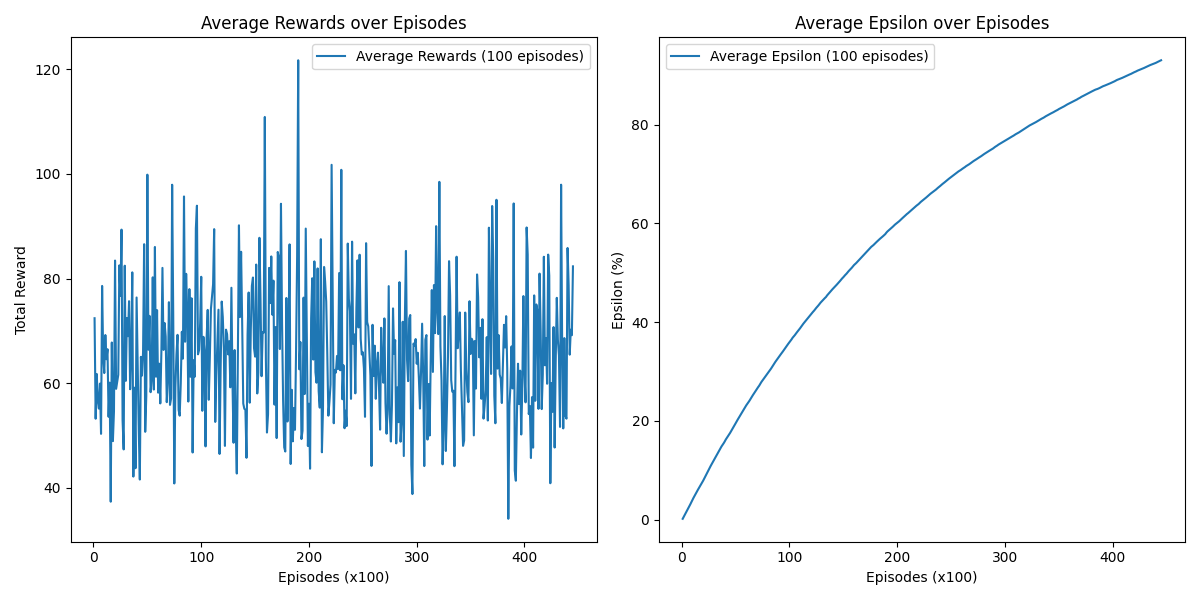 Average Rewards over Episodes
Average Rewards (100 episodes)
120
100
80
60
40
Total Reward
0
100
200
300
400
Episodes (x100)
Average Epsilon over Episodes
Average Epsilon (100 episodes)
80
60
40
20
0
Epsilon (%)
0
100
200
300
400
Episodes (x100)